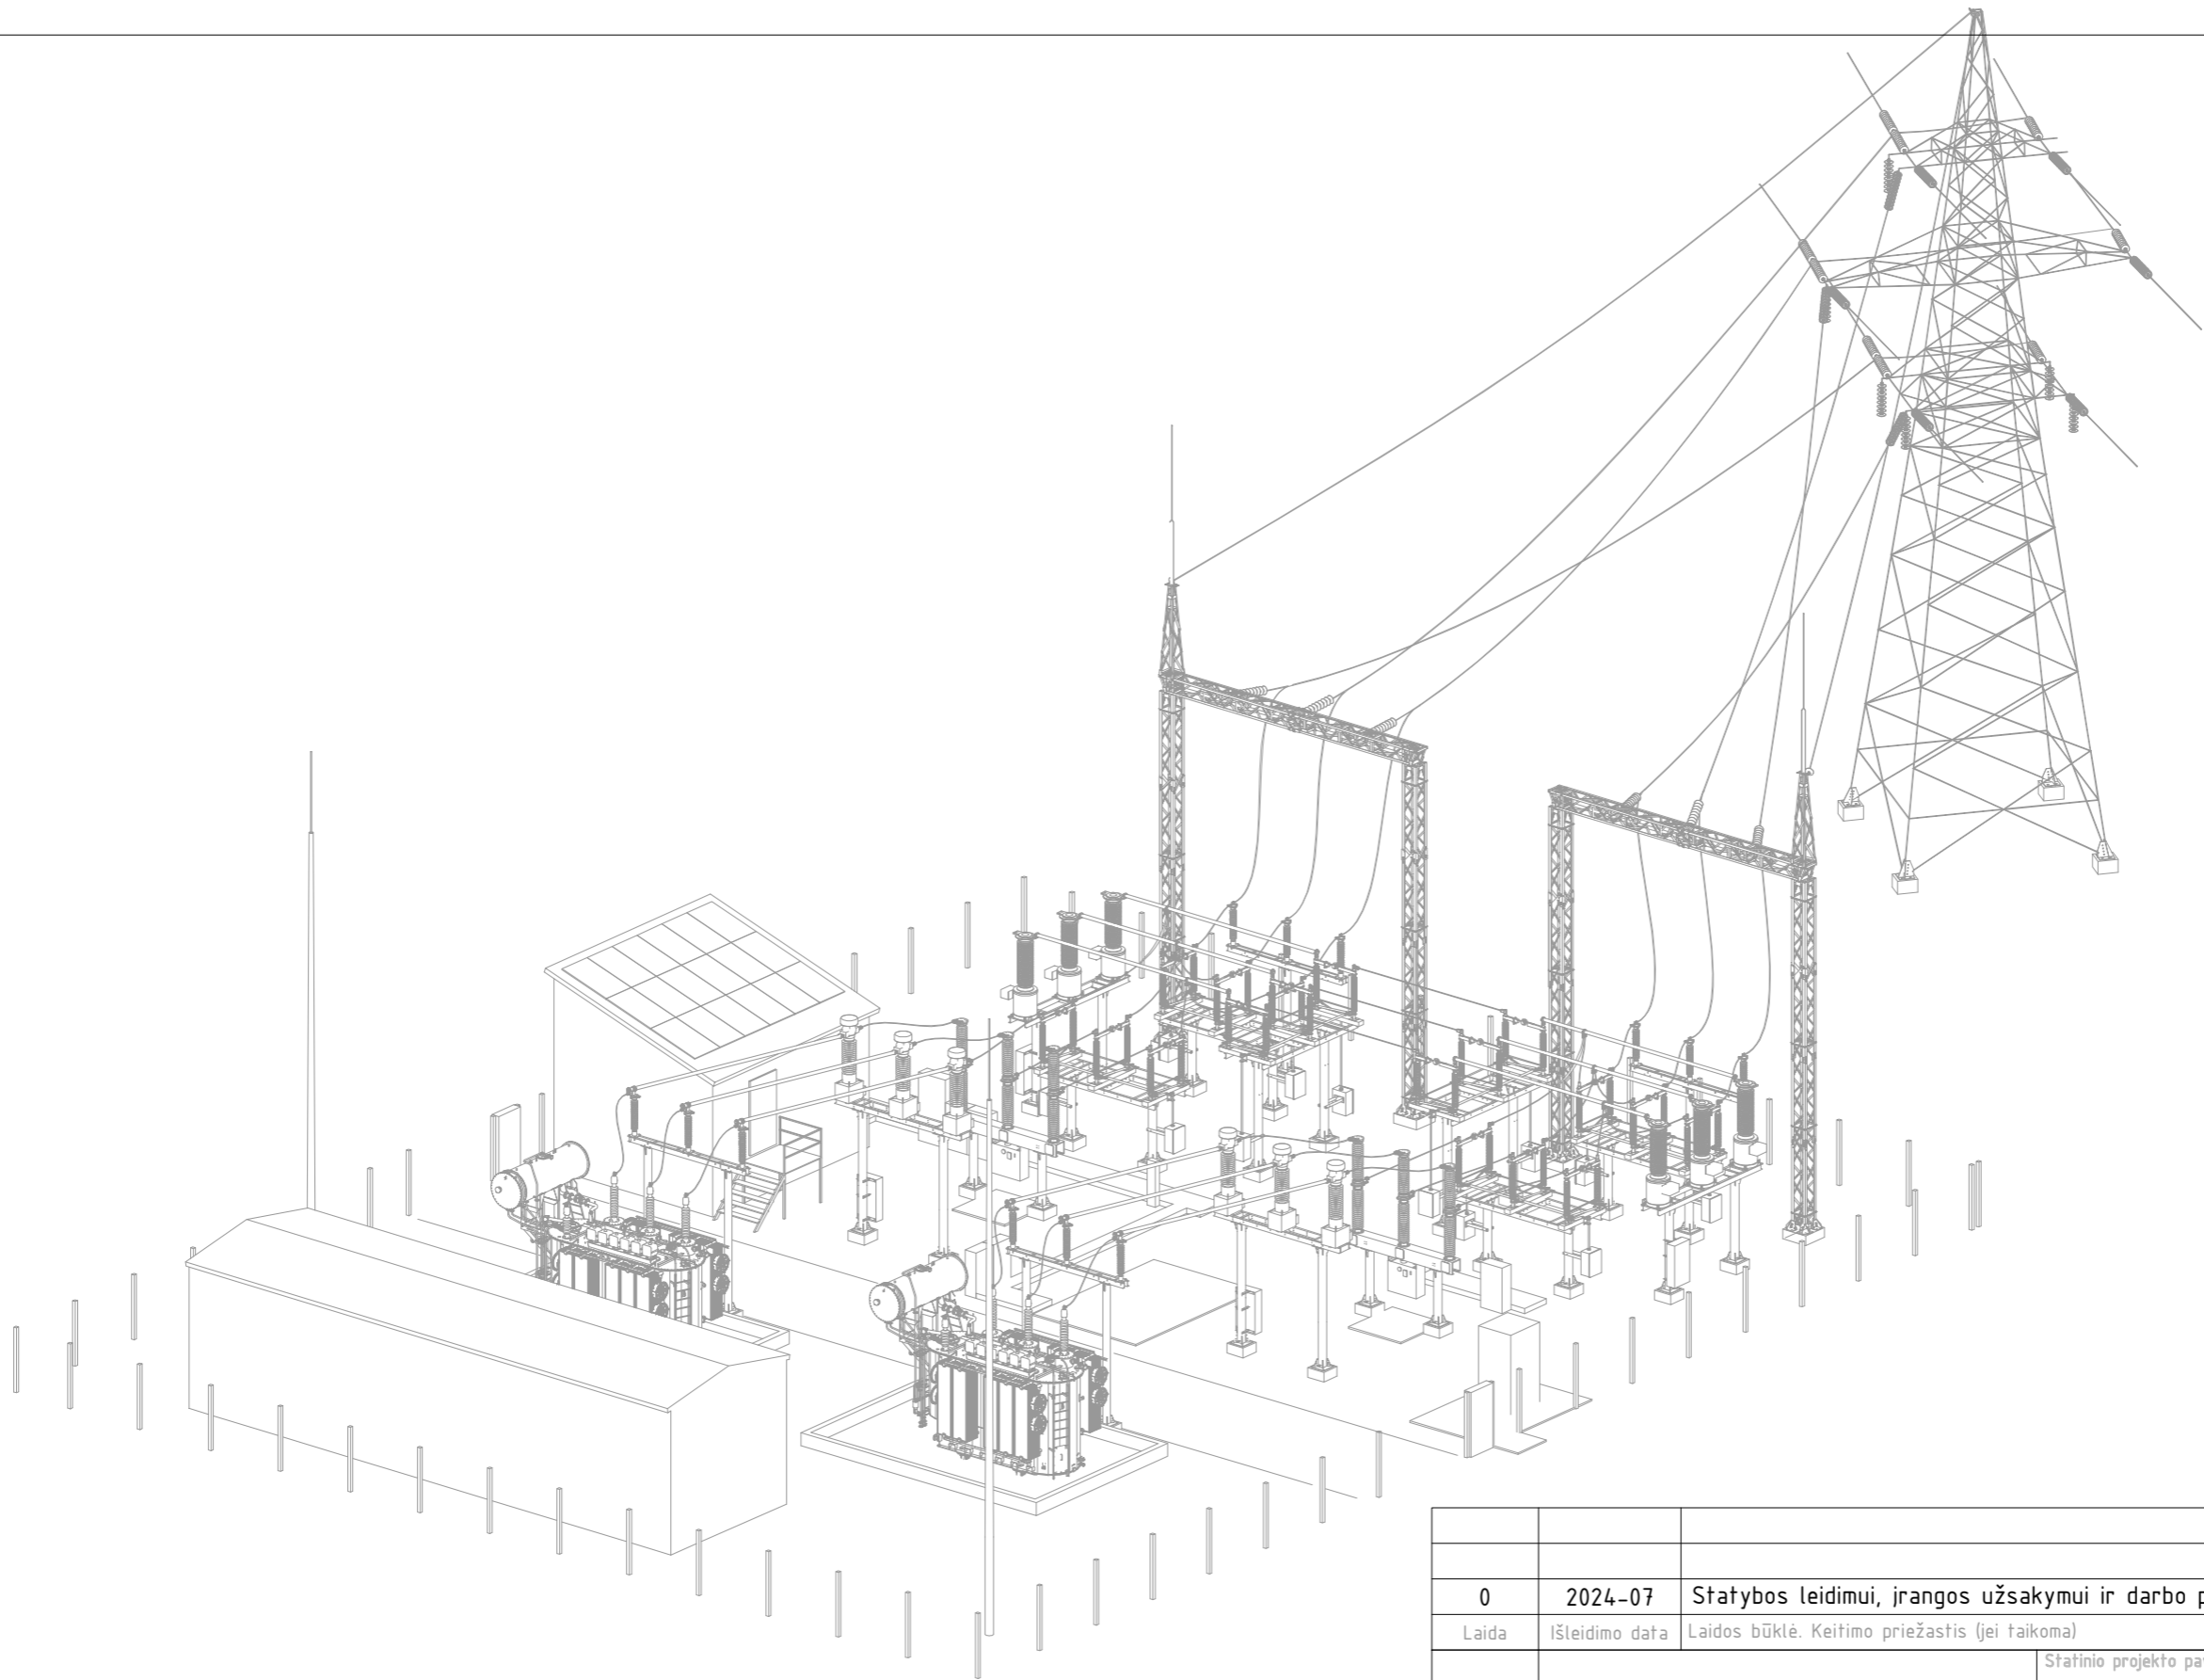 0 2024-07 Statybos leidimui, įrangos užsakymui ir darbo p
Laida Išleidimo data Laidos būklė. Keitimo priežastis (jei taikoma)
Statinio projekto pav